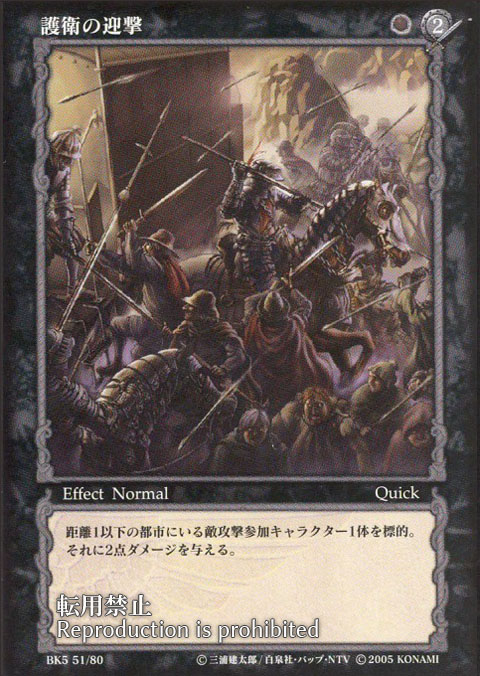 護衛の迎撃
2
Effect Normal
Quick
距離1以下の都市にいる敵攻撃参加キャラクター1体を標的。
それに2点ダメージを与える。
転用禁止
Reproduction is prohibited
BK5 51/80
©三浦建太郎/白泉社・バップ・NTV ©2005 KONAMI